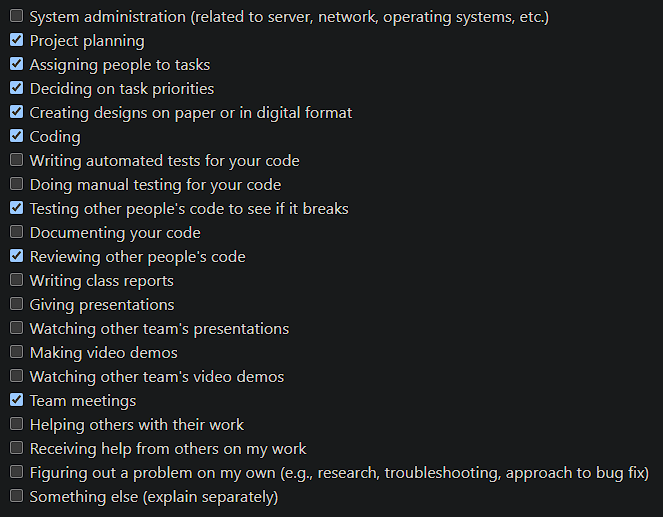 System administration (related to server, network, operating systems, etc.)
Project planning
Assigning people to tasks
Deciding on task priorities
Creating designs on paper or in digital format
Coding
Writing automated tests for your code
Doing manual testing for your code
Testing other people's code to see if it breaks
Documenting your code
Reviewing other people's code
Writing class reports
Giving presentations
Watching other team's presentations
Making video demos
Watching other team's video demos
Team meetings
Helping others with their work
Receiving help from others on my work
Figuring out a problem on my own (e.g., research, troubleshooting, approach to bug fix)
Something else (explain separately)